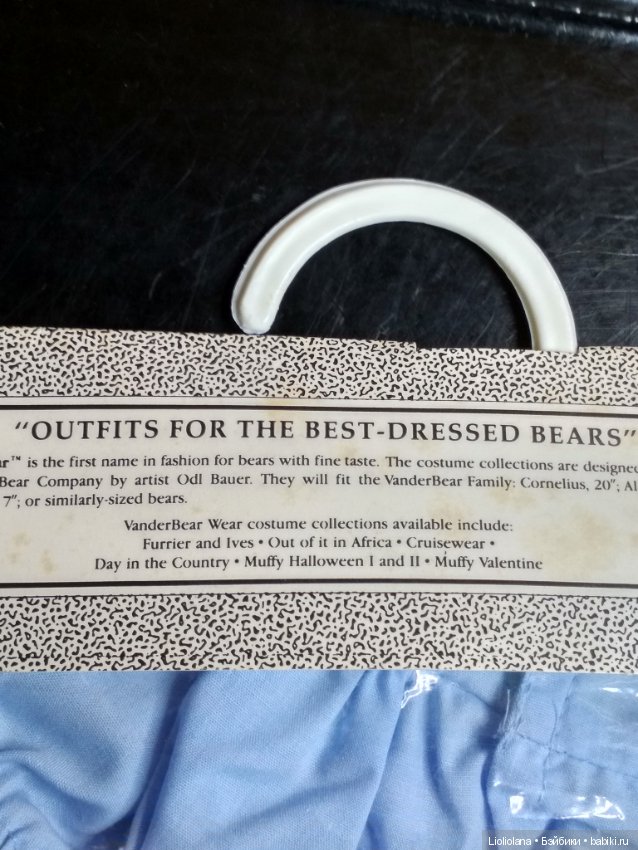 "OUTFITS FOR THE BEST-DRESSED BEARS"
ar™ is the first name in fashion for bears with fine taste. The costume collections are designed
Bear Company by artist Odl Bauer. They will fit the VanderBear Family: Cornelius, 20"; Al
7"; or similarly-sized bears.
VanderBear Wear costume collections available include:
Furrier and Ives • Out of it in Africa • Cruisewear •
Day in the Country • Muffy Halloween I and II • Muffy Valentine
Lioliolana • Бэйбики • babiki.ru